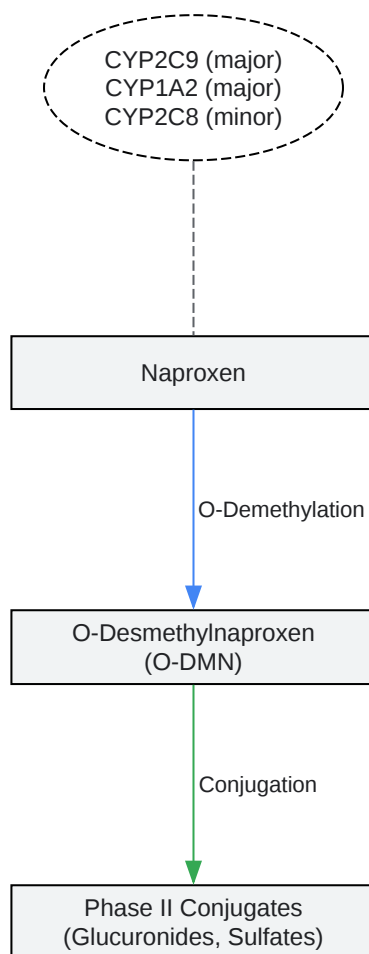 CYP2C9 (major)
CYP1A2 (major)
CYP2C8 (minor)
Naproxen
O-Demethylation
O-Desmethylnaproxen
(O-DMN)
Conjugation
Phase II Conjugates
(Glucuronides, Sulfates)